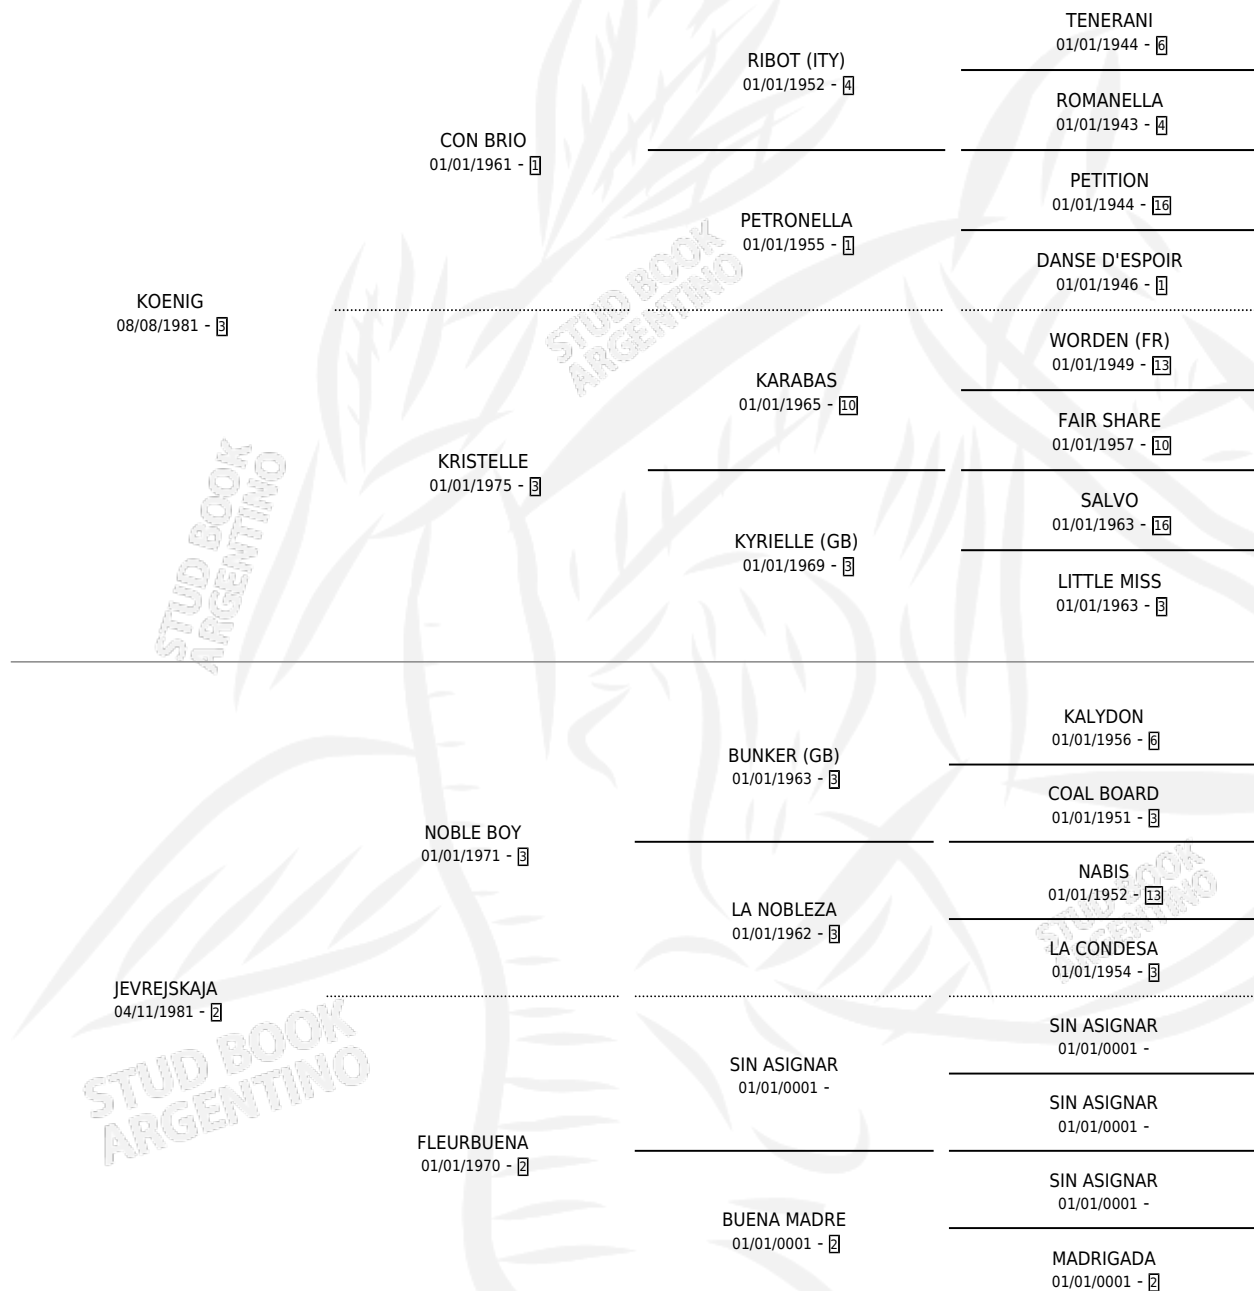 TENERANI
01/01/1944 - 6
RIBOT (ITY)
01/01/1952 - 4
ROMANELLA
01/01/1943 - 4
CON BRIO
01/01/1961 - 1
PETITION
01/01/1944 - 16
PETRONELLA
01/01/1955 - 1
DANSE D'ESPOIR
01/01/1946 - 1
KOENIG
08/08/1981 - 3
WORDEN (FR)
01/01/1949 - 13
KARABAS
01/01/1965 - 10
FAIR SHARE
01/01/1957 - 10
KRISTELLE
01/01/1975 - 3
SALVO
01/01/1963 - 16
KYRIELLE (GB)
01/01/1969 - 3
LITTLE MISS
01/01/1963 - 3
KALYDON
01/01/1956 - 6
BUNKER (GB)
01/01/1963 - 3
COAL BOARD
01/01/1951 - 3
NOBLE BOY
01/01/1971 - 3
NABIS
01/01/1952 - 13
LA NOBLEZA
01/01/1962 - 3
LA CONDESA
01/01/1954 - 3
JEVREJSKAJA
04/11/1981 - 2
SIN ASIGNAR
01/01/0001 -
SIN ASIGNAR
01/01/0001 -
SIN ASIGNAR
01/01/0001 -
FLEURBUENA
01/01/1970 - 2
SIN ASIGNAR
01/01/0001 -
BUENA MADRE
01/01/0001 - 2
MADRIGADA
01/01/0001 - 2
STUD BOOK
ARGENTINO
STUD BOOK
ARGENTINO
STUD BOOK
ARGENTINO
STUD BOOK
ARGENTINO